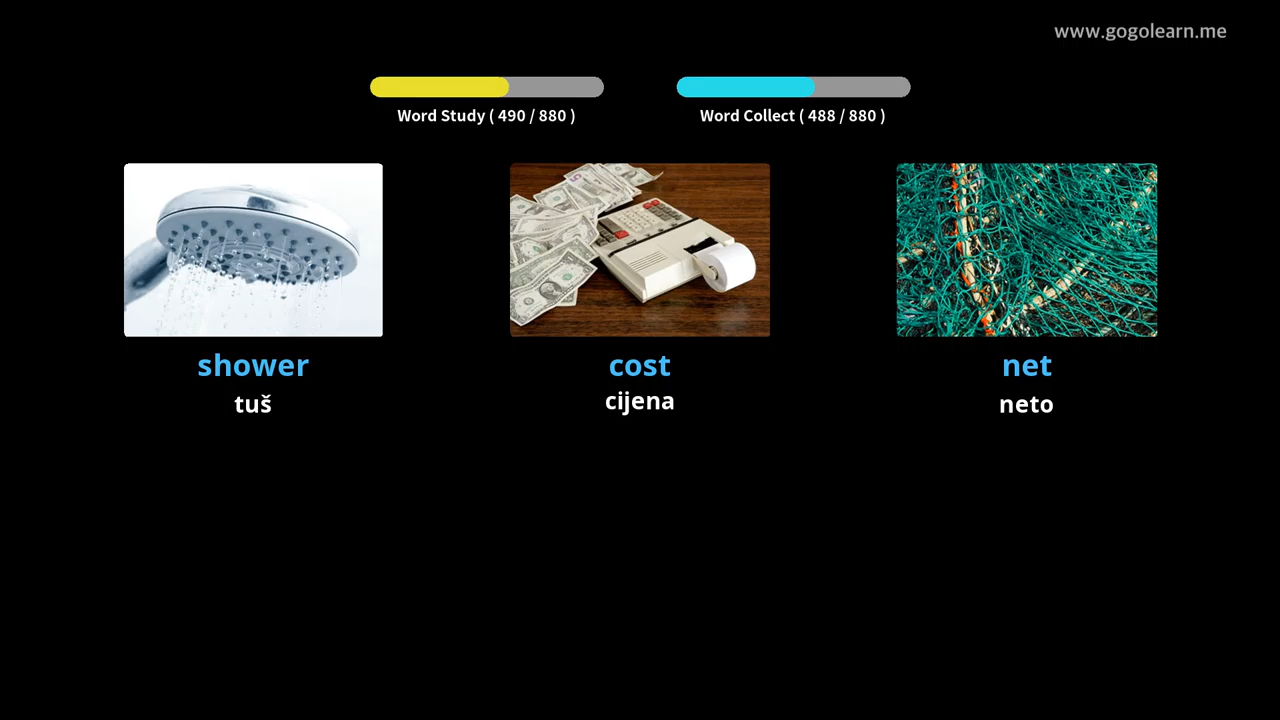 www.gogolearn.me
Word Study ( 490 / 880 )
Word Collect ( 488 / 880 )
shower
cost
net
tuš
cijena
neto